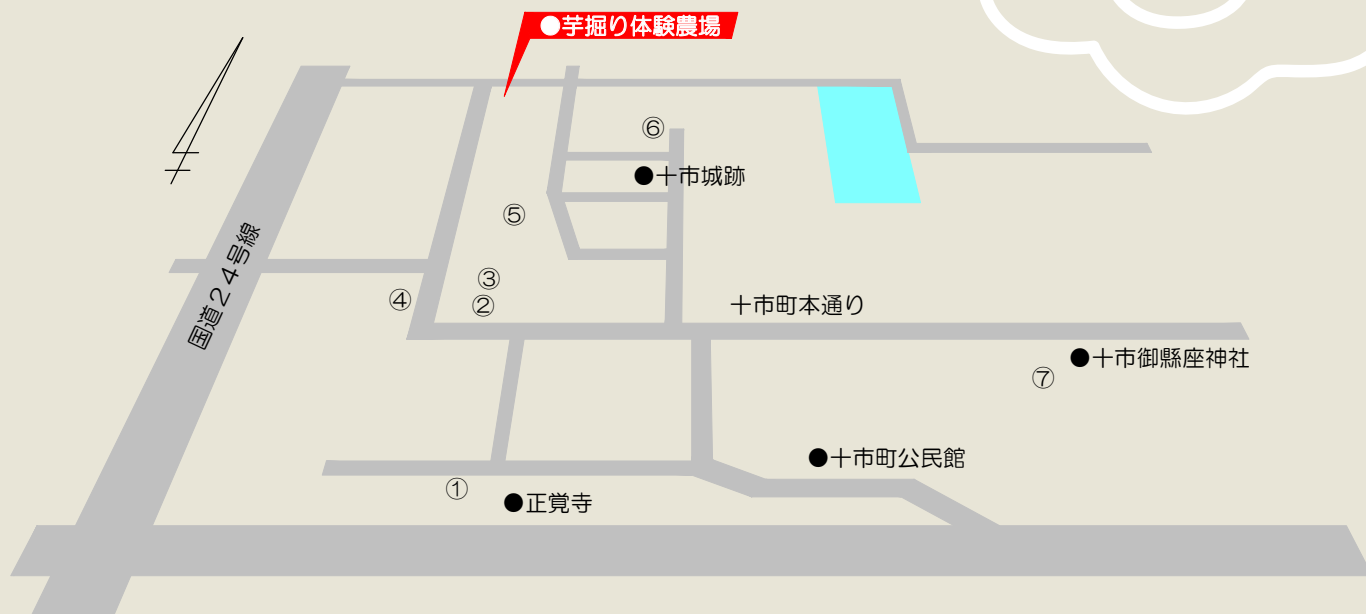 ●芋掘り体験農場
⑥
●十市城跡
⑤
国道２４号線
③
④
②
十市町本通り
●十市御縣座神社
⑦
●十市町公民館
①
●正覚寺